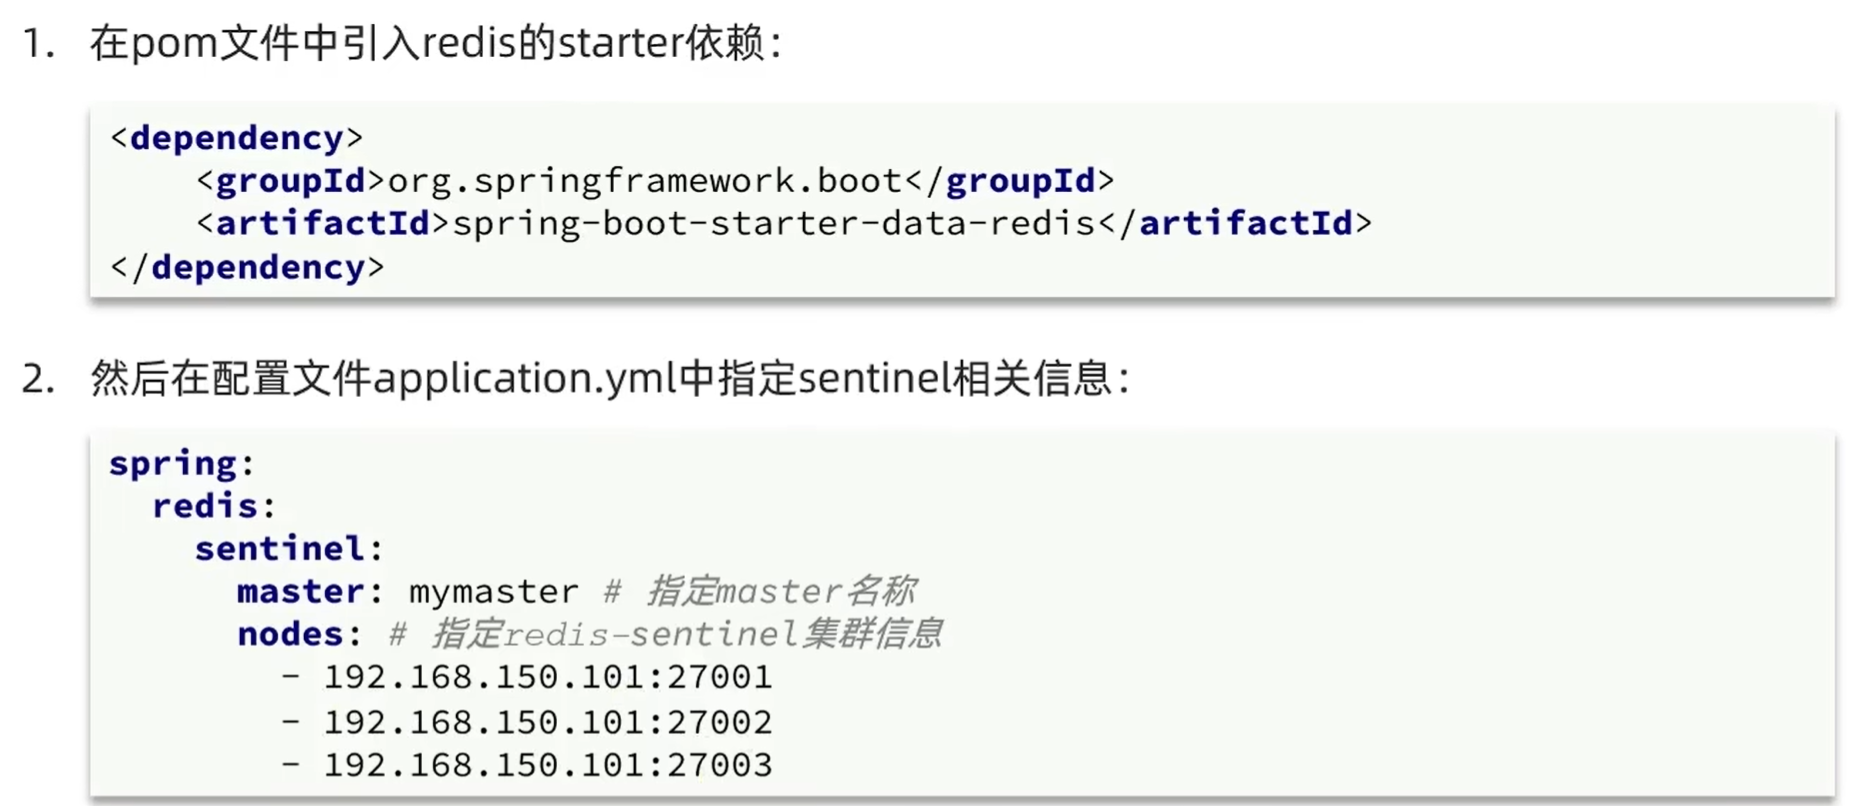 1. 在pom文件中引入redis的starter依赖：
<dependency>
    <groupId>org.springframework.boot</groupId>
    <artifactId>spring-boot-starter-data-redis</artifactId>
</dependency>
2. 然后在配置文件application.yml中指定sentinel相关信息：
spring:
  redis:
    sentinel:
      master: mymaster # 指定master名称
      nodes: # 指定redis-sentinel集群信息
        - 192.168.150.101:27001
        - 192.168.150.101:27002
        - 192.168.150.101:27003